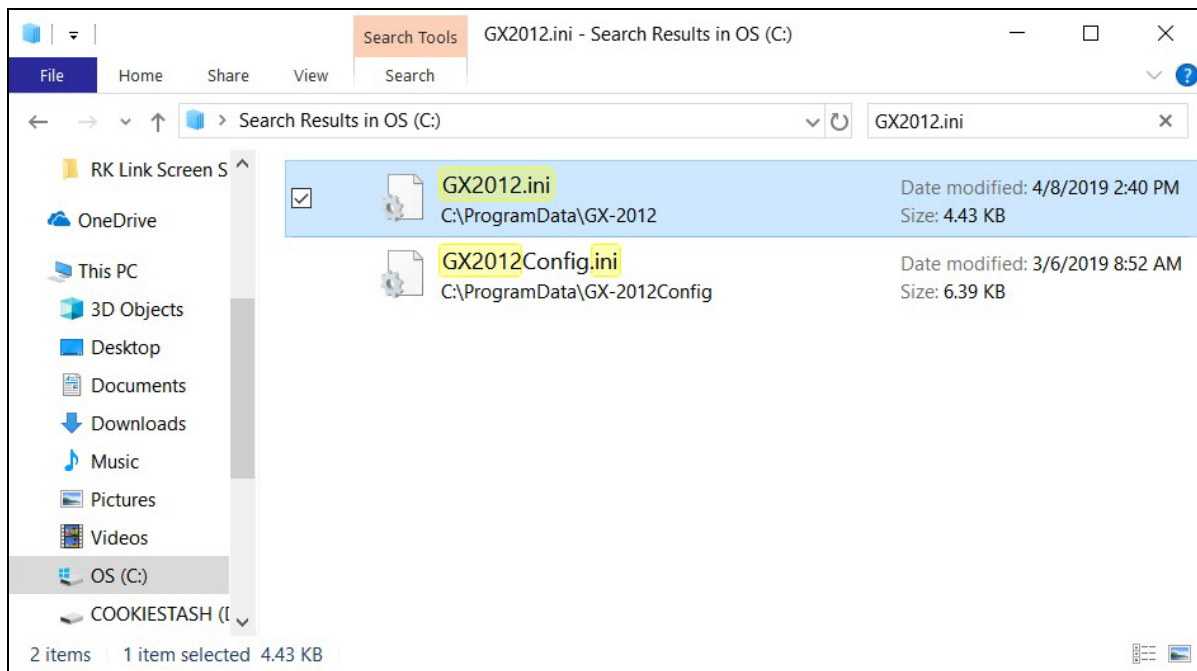 Search Tools
GX2012.ini - Search Results in OS (C:)
File Home Share View Search
Search Results in OS (C:)
GX2012.ini
RK Link Screen S
OneDrive
This PC
3D Objects
Desktop
Documents
Downloads
Music
Pictures
Videos
OS (C:)
COOKIESTASH (D
GX2012.ini
C:\ProgramData\GX-2012
Date modified: 4/8/2019 2:40 PM
Size: 4.43 KB
GX2012Config.ini
C:\ProgramData\GX-2012Config
Date modified: 3/6/2019 8:52 AM
Size: 6.39 KB
2 items 1 item selected 4.43 KB